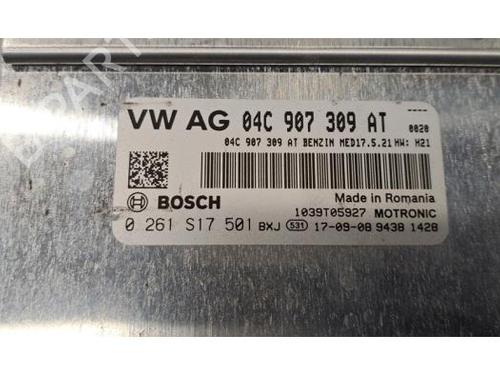 VW AG 04C 907 309 AT 0020
04C 907 309 AT BENZIN MED17.5.21 HW: H21
BOSCH
Made in Romania
1039T05927 MOTRONIC
0 261 S17 501 BXJ 531 17-09-08 9438 1428